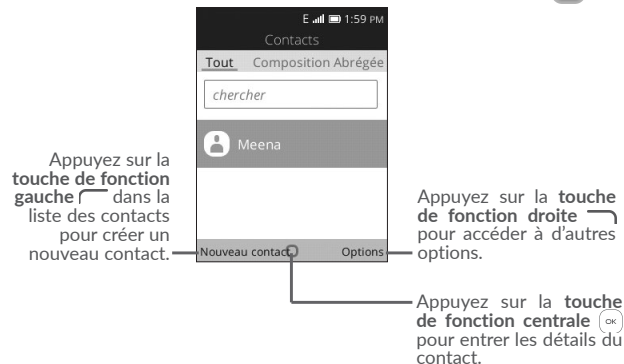 E 1:59 PM
Contacts
Tout Composition Abrégée
chercher
Meena
Nouveau contact Options
Appuyez sur la
touche de fonction
gauche dans la
liste des contacts
pour créer un
nouveau contact.
Appuyez sur la touche
de fonction droite
pour accéder à d'autres
options.
Appuyez sur la touche
de fonction centrale OK
pour entrer les détails du
contact.